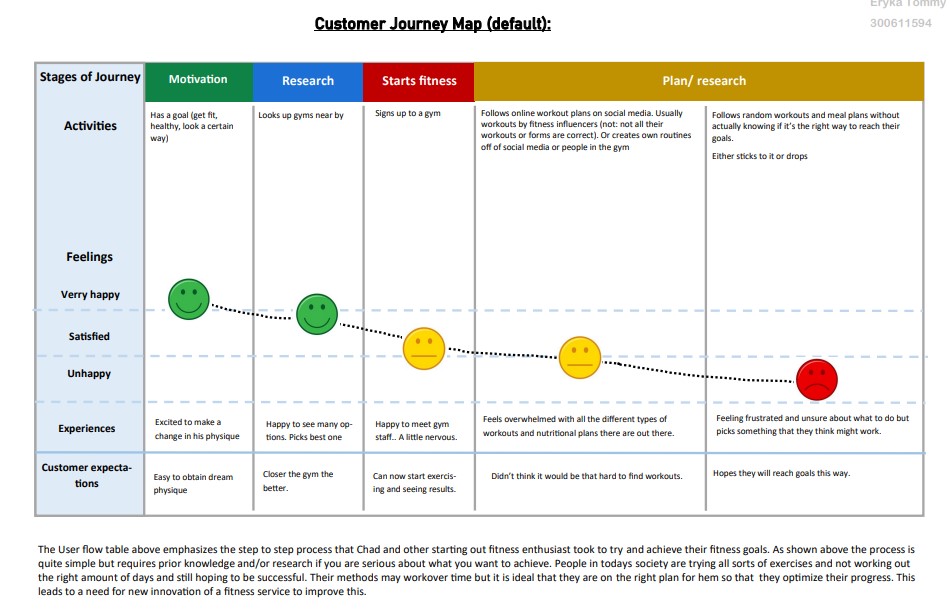 Eryka Tommy
300611594
Customer Journey Map (default):
Stages of Journey
Motivation
Research
Starts fitness
Plan/ research
Activities
Has a goal (get fit,
healthy, look a certain
way)
Looks up gyms near by
Signs up to a gym
Follows online workout plans on social media. Usually
workouts by fitness influencers (not: not all their
workouts or forms are correct). Or creates own routines
off of social media or people in the gym
Follows random workouts and meal plans without
actually knowing if it's the right way to reach their
goals.
Either sticks to it or drops
Feelings
Verry happy
Satisfied
Unhappy
Experiences
Excited to make a
change in his physique
Happy to see many op-
tions. Picks best one
Happy to meet gym
staff.. A little nervous.
Feels overwhelmed with all the different types of
workouts and nutritional plans there are out there.
Feeling frustrated and unsure about what to do but
picks something that they think might work.
Customer expecta-
tions
Easy to obtain dream
physique
Closer the gym the
better.
Can now start exercis-
ing and seeing results.
Didn't think it would be that hard to find workouts.
Hopes they will reach goals this way.
The User flow table above emphasizes the step to step process that Chad and other starting out fitness enthusiast took to try and achieve their fitness goals. As shown above the process is
quite simple but requires prior knowledge and/or research if you are serious about what you want to achieve. People in todays society are trying all sorts of exercises and not working out
the right amount of days and still hoping to be successful. Their methods may workover time but it is ideal that they are on the right plan for hem so that they optimize their progress. This
leads to a need for new innovation of a fitness service to improve this.